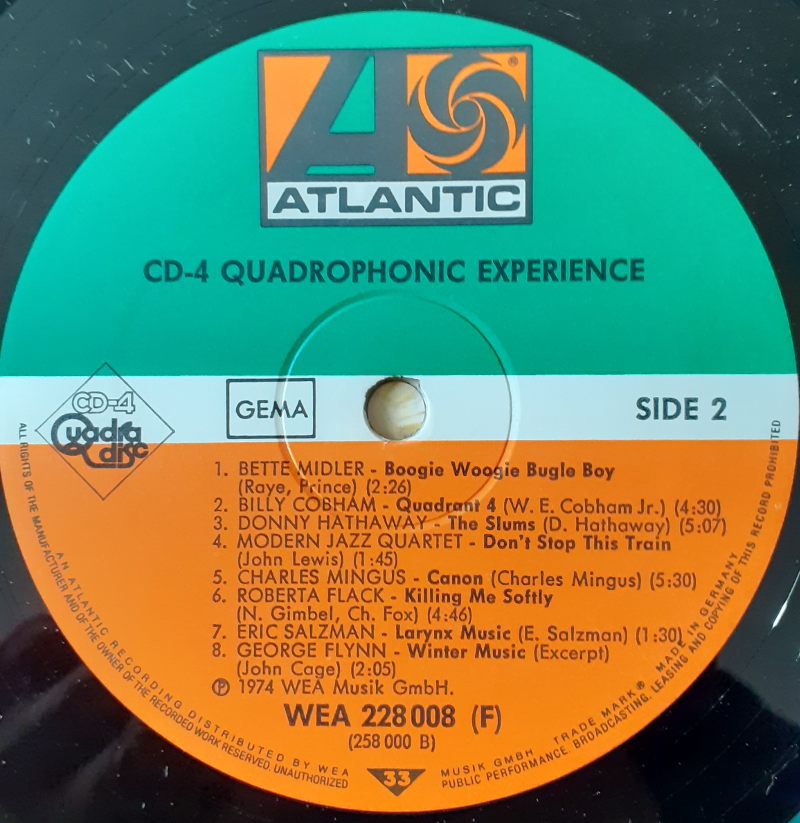 ®
ATLANTIC
CD-4 QUADROPHONIC EXPERIENCE
CD-4
Quadra
disc
GEMA
SIDE 2
1. BETTE MIDLER - Boogie Woogie Bugle Boy
(Raye, Prince) (2:26)
2. BILLY COBHAM - Quadrant 4 (W. E. Cobham Jr.) (4:30)
3. DONNY HATHAWAY - The Slums (D. Hathaway) (5:07)
4. MODERN JAZZ QUARTET - Don't Stop This Train
(John Lewis) (1:45)
5. CHARLES MINGUS - Canon (Charles Mingus) (5:30)
6. ROBERTA FLACK - Killing Me Softly
(N. Gimbel, Ch. Fox) (4:46)
7. ERIC SALZMAN - Larynx Music (E. Salzman) (1:30)
8. GEORGE FLYNN - Winter Music (Excerpt)
(John Cage) (2:05)
℗ 1974 WEA Musik GmbH.
WEA 228 008 (F)
(258 000 B)
33
AN ATLANTIC RECORDING DISTRIBUTED BY WEA MUSIK GMBH TRADE MARK® MADE IN GERMANY
ALL RIGHTS OF THE MANUFACTURER AND OF THE OWNER OF THE RECORDED WORK RESERVED. UNAUTHORIZED PUBLIC PERFORMANCE, BROADCASTING, LEASING AND COPYING OF THIS RECORD PROHIBITED